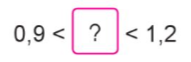 0,9 < ? < 1,2